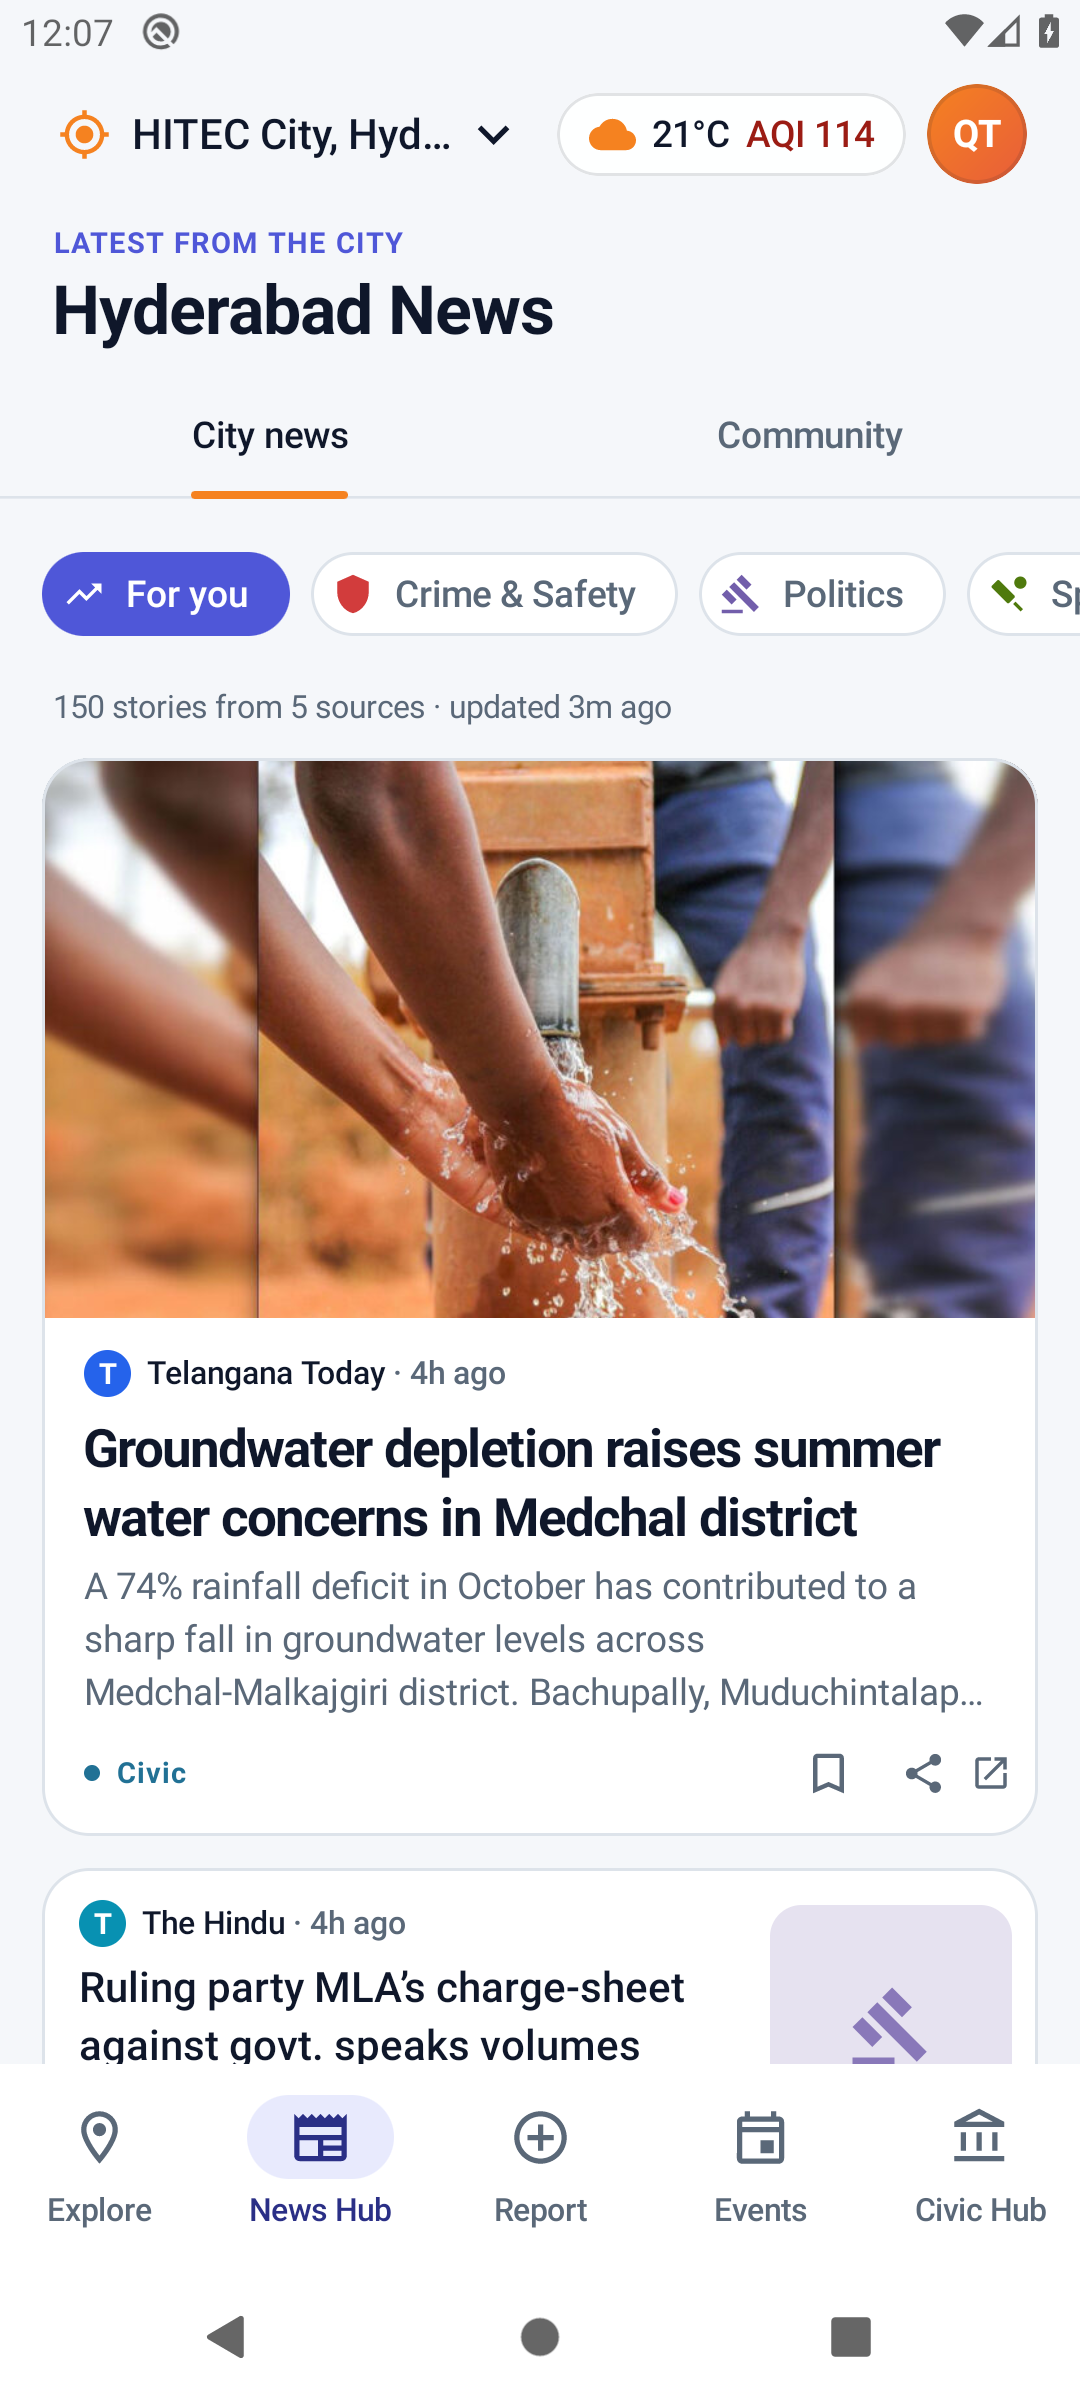 12:07
HITEC City, Hyd...
21°C AQI 114
QT
LATEST FROM THE CITY
Hyderabad News
City news
Community
For you
Crime & Safety
Politics
Sp
150 stories from 5 sources · updated 3m ago
T Telangana Today · 4h ago
Groundwater depletion raises summer
water concerns in Medchal district
A 74% rainfall deficit in October has contributed to a
sharp fall in groundwater levels across
Medchal-Malkajgiri district. Bachupally, Muduchintalap...
Civic
T The Hindu · 4h ago
Ruling party MLA’s charge-sheet
against govt. speaks volumes
Explore
News Hub
Report
Events
Civic Hub